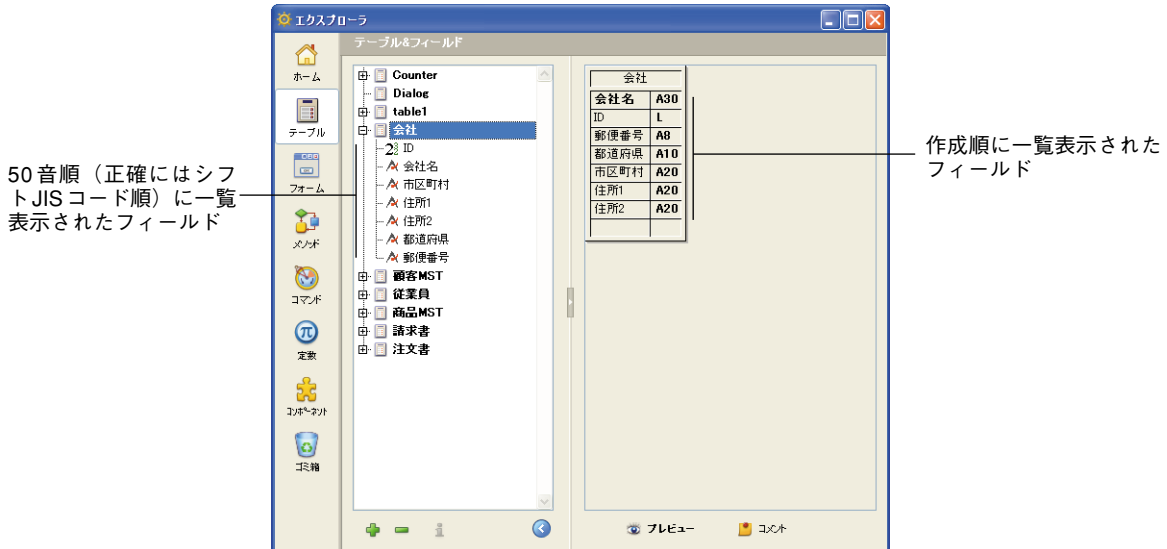 エクスプローラ
テーブル&フィールド
ホーム
テーブル
フォーム
メソッド
コマンド
定数
コンポーネント
ゴミ箱
Counter
Dialog
table1
会社
ID
会社名
市区町村
住所1
住所2
都道府県
郵便番号
顧客MST
従業員
商品MST
請求書
注文書
会社
会社名 A30
ID L
郵便番号 A8
都道府県 A10
市区町村 A20
住所1 A20
住所2 A20
プレビュー
コメント
50音順（正確にはシフ
トJISコード順）に一覧
表示されたフィールド
作成順に一覧表示された
フィールド